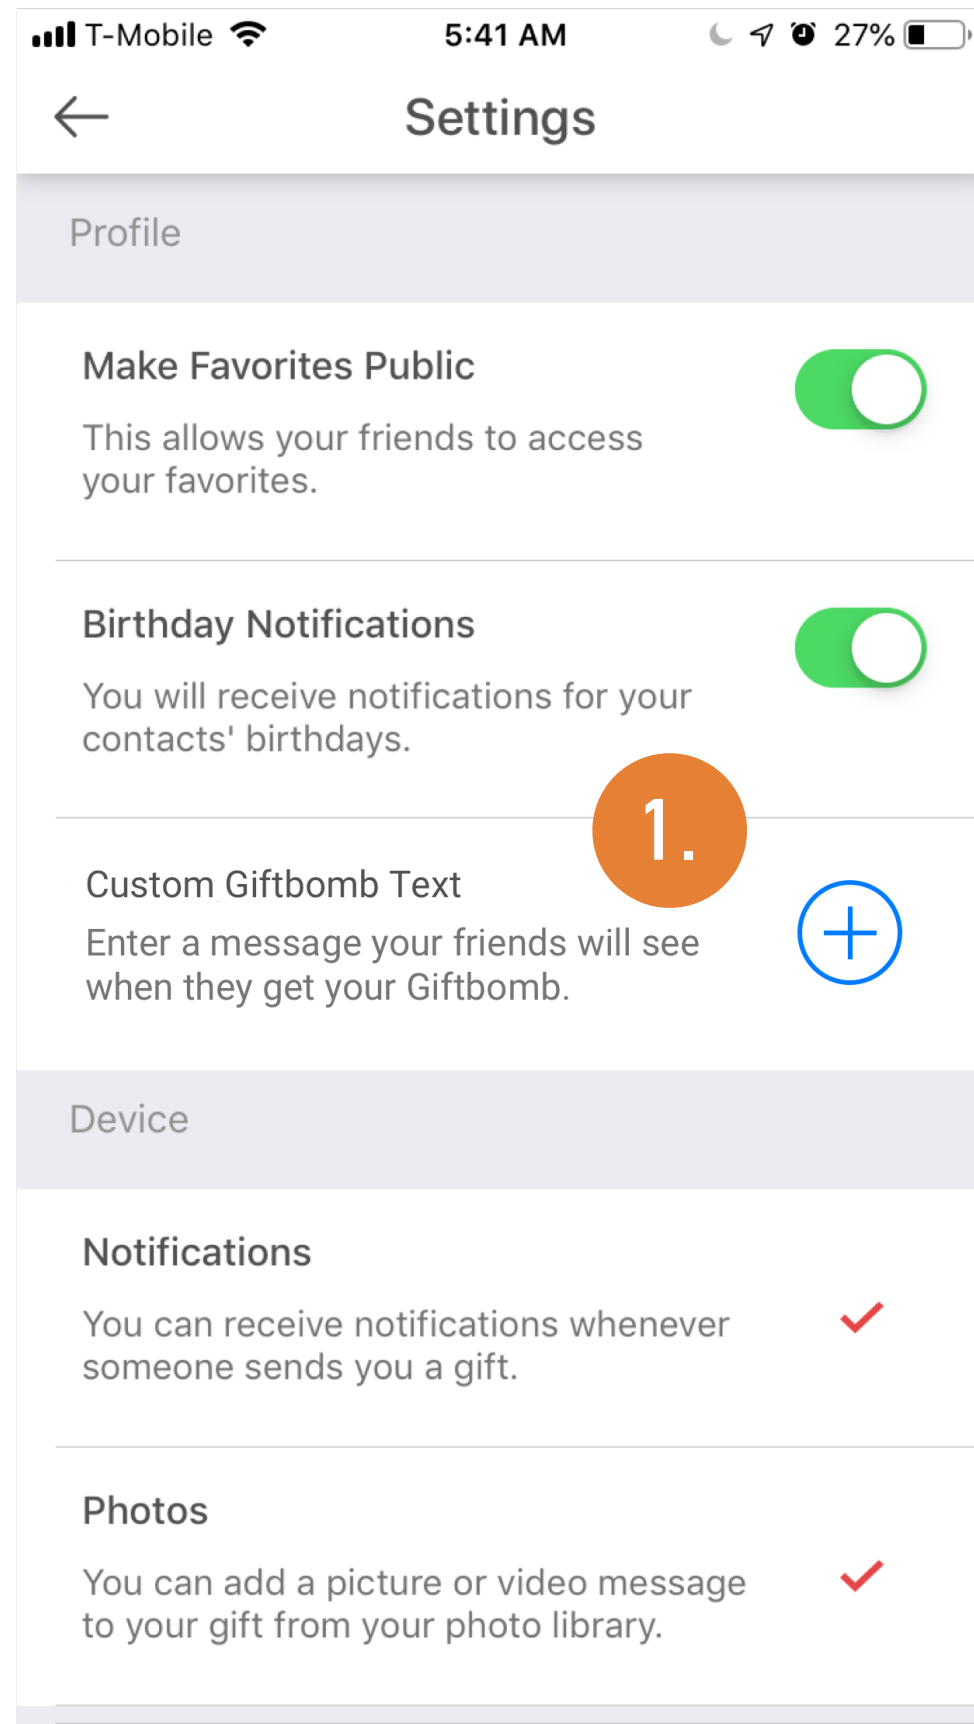 T-Mobile 5:41 AM 27%
Settings
Profile
Make Favorites Public
This allows your friends to access
your favorites.
Birthday Notifications
You will receive notifications for your
contacts' birthdays.
1.
Custom Giftbomb Text
Enter a message your friends will see
when they get your Giftbomb.
Device
Notifications
You can receive notifications whenever
someone sends you a gift.
Photos
You can add a picture or video message
to your gift from your photo library.